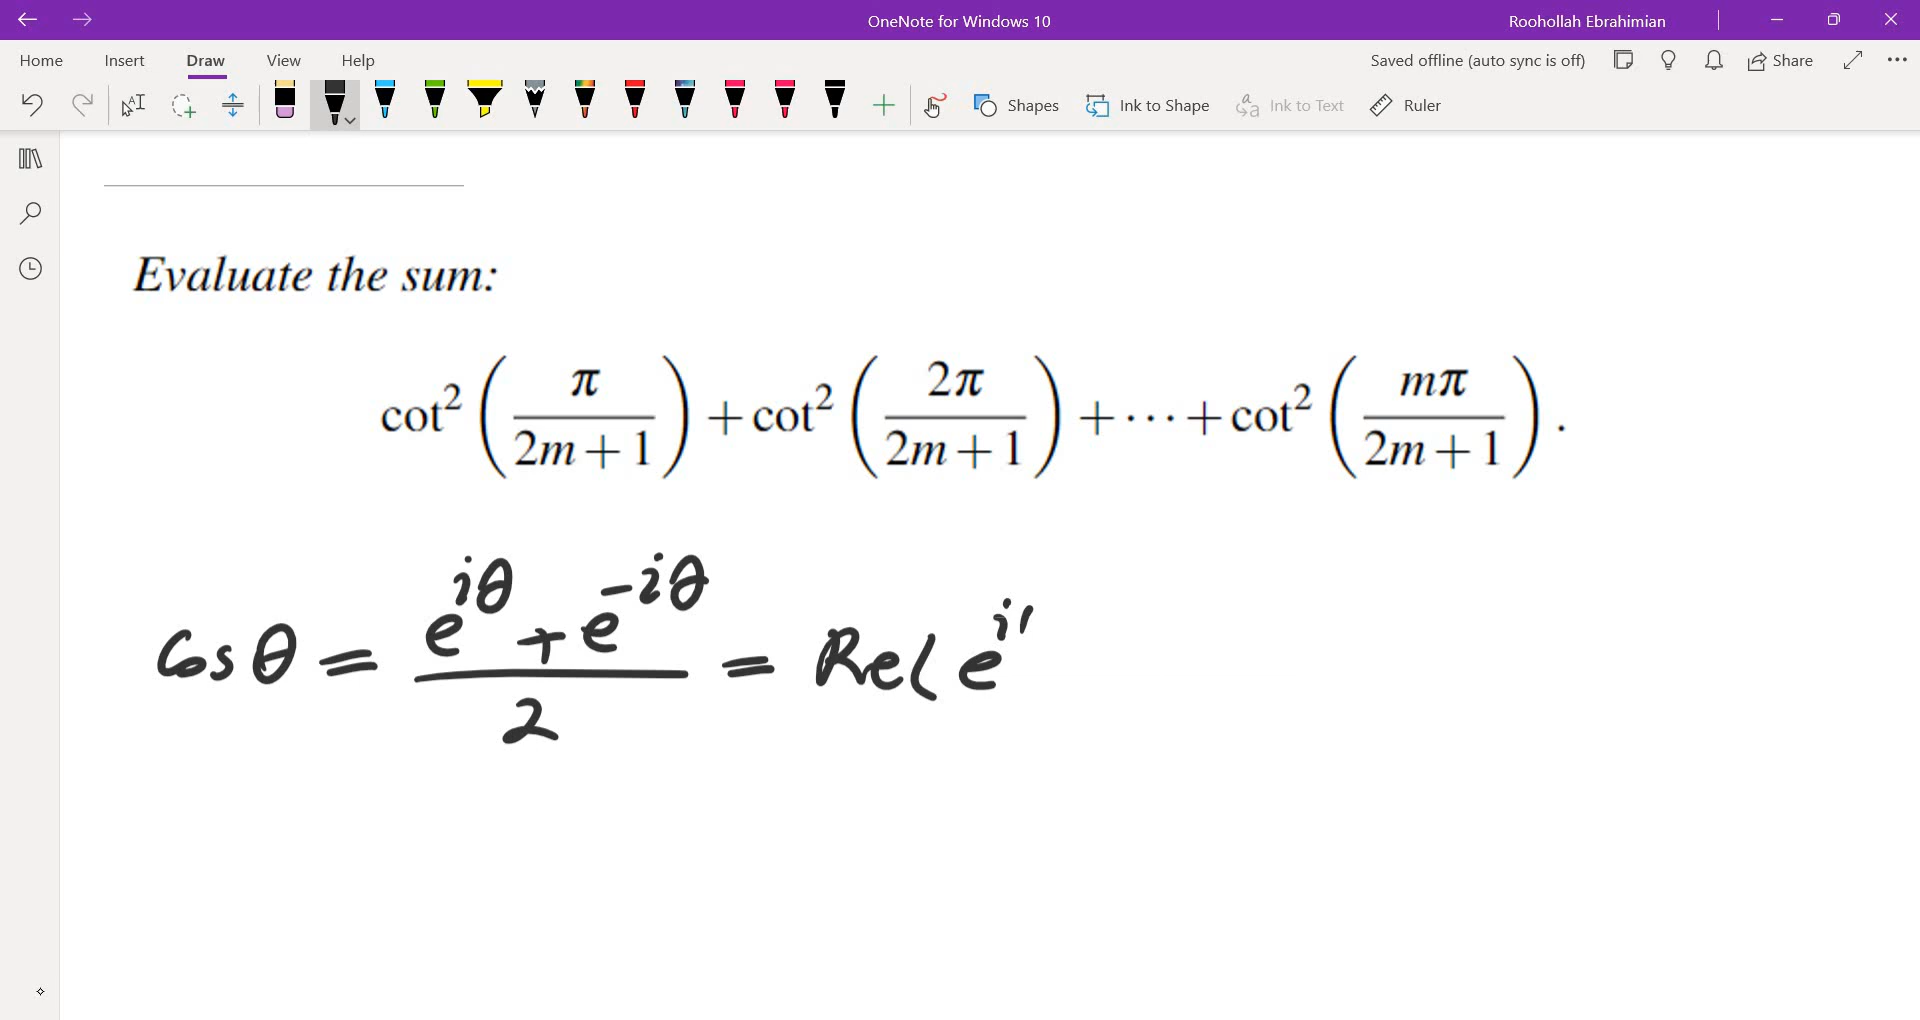 OneNote for Windows 10
Roohollah Ebrahimian
Home Insert Draw View Help
Saved offline (auto sync is off) Share
Shapes Ink to Shape Ink to Text Ruler
Evaluate the sum:
cot² (π / 2m+1) + cot² (2π / 2m+1) + ··· + cot² (mπ / 2m+1).
Cos θ = (e^{iθ} + e^{-iθ}) / 2 = Re( e^{i